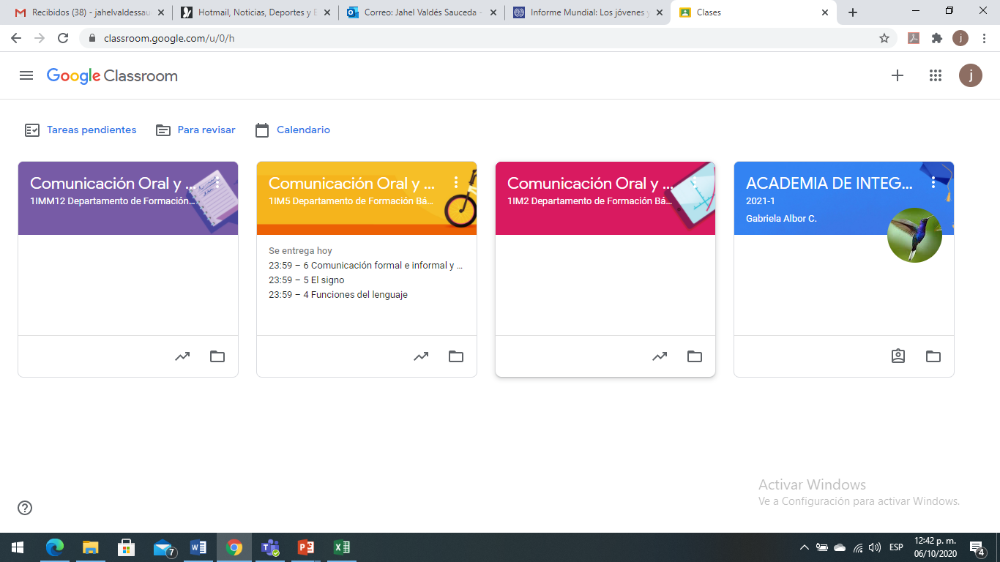 Recibidos (38) - jahelvaldessau
Hotmail, Noticias, Deportes y E
Correo: Jahel Valdés Sauceda -
Informe Mundial: Los jóvenes y
Clases
classroom.google.com/u/0/h
j
Google Classroom
j
Tareas pendientes
Para revisar
Calendario
Comunicación Oral y ...
1IMM12 Departamento de Formación...
Comunicación Oral y ...
1IM5 Departamento de Formación Bá...
Se entrega hoy
23:59 – 6 Comunicación formal e informal y ...
23:59 – 5 El signo
23:59 – 4 Funciones del lenguaje
Comunicación Oral y ...
1IM2 Departamento de Formación Bá...
ACADEMIA DE INTEG...
2021-1
Gabriela Albor C.
Activar Windows
Ve a Configuración para activar Windows.
7
ESP
12:42 p. m.
06/10/2020
4